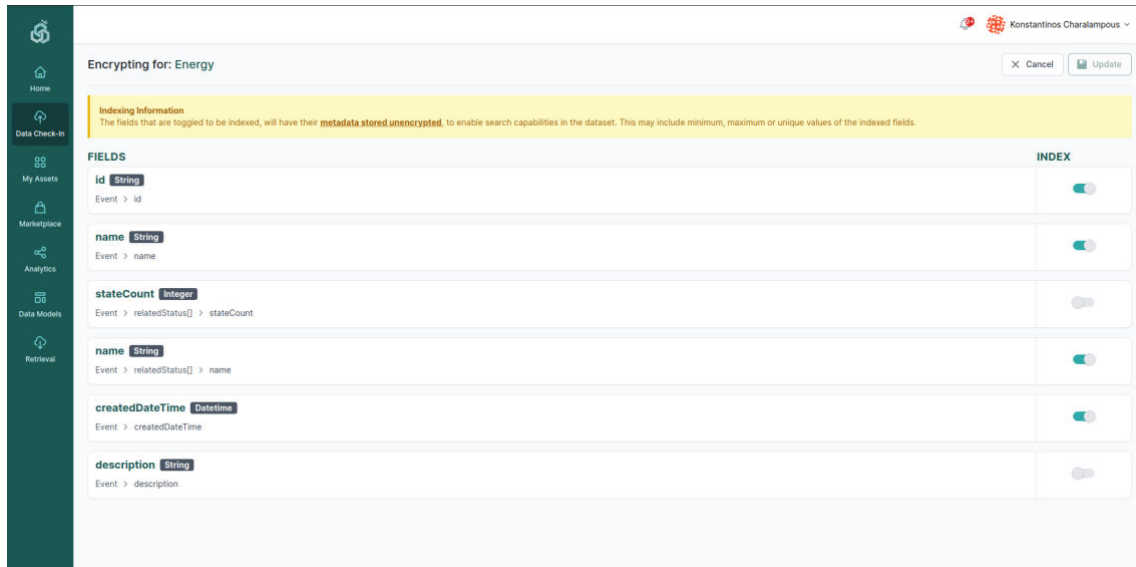 Konstantinos Charalampous
Encrypting for: Energy
Cancel
Update
Home
Data Check-in
My Assets
Marketplace
Analytics
Data Models
Retrieval
Indexing Information
The fields that are toggled to be indexed, will have their metadata stored unencrypted, to enable search capabilities in the dataset. This may include minimum, maximum or unique values of the indexed fields.
FIELDS INDEX
id String
Event > id
name String
Event > name
stateCount Integer
Event > relatedStatus[] > stateCount
name String
Event > relatedStatus[] > name
createdDateTime Datetime
Event > createdDateTime
description String
Event > description